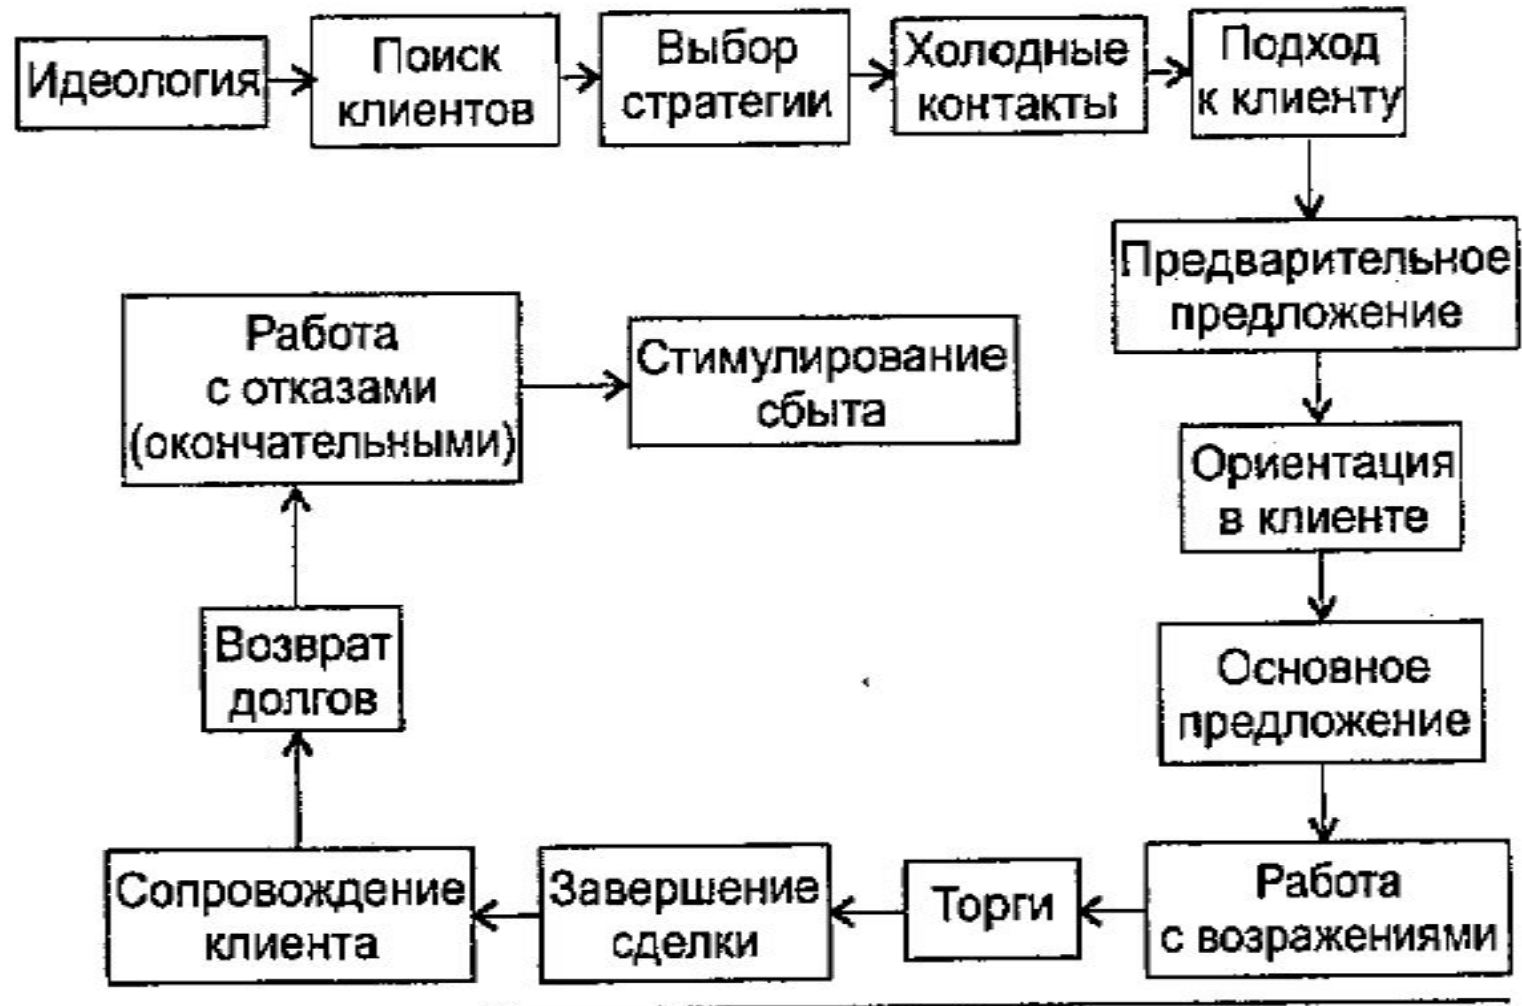 Идеология
Поиск
клиентов
Выбор
стратегии
Холодные
контакты
Подход
к клиенту
Предварительное
предложение
Ориентация
в клиенте
Основное
предложение
Работа
с возражениями
Торги
Завершение
сделки
Сопровождение
клиента
Возврат
долгов
Работа
с отказами
(окончательными)
Стимулирование
сбыта